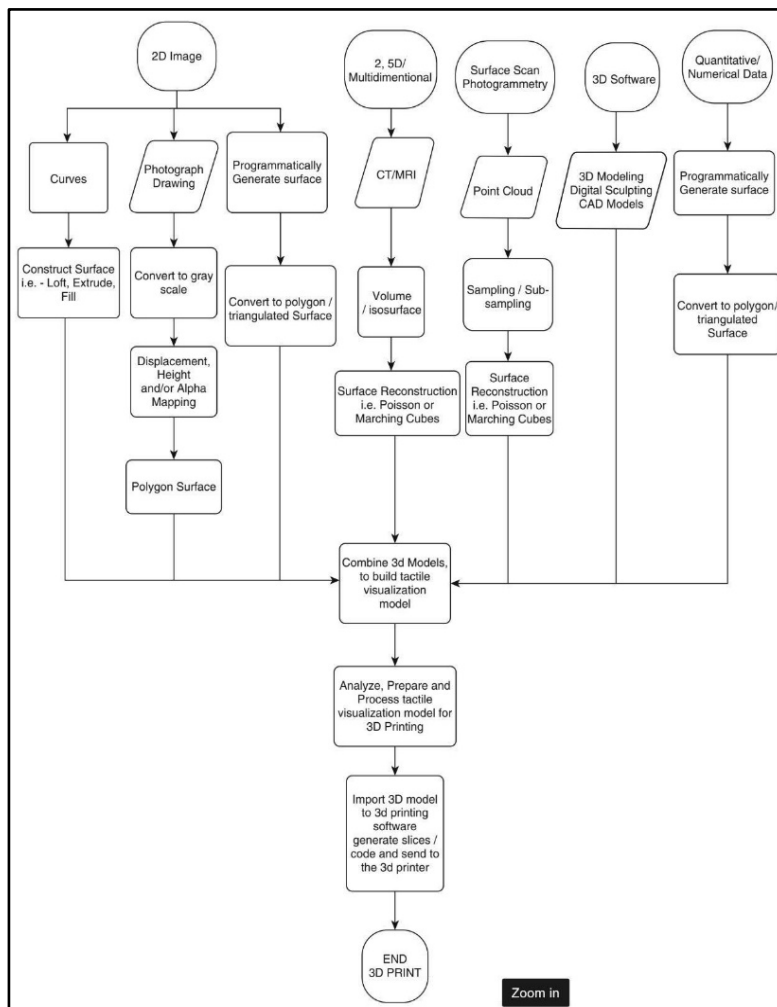 2D Image
2, 5D/
Multidimentional
Surface Scan
Photogrammetry
3D Software
Quantitative/
Numerical Data
Curves
Photograph
Drawing
Programmatically
Generate surface
CT/MRI
Point Cloud
3D Modeling
Digital Sculpting
CAD Models
Programmatically
Generate surface
Construct Surface
i.e. - Loft, Extrude,
Fill
Convert to gray
scale
Convert to polygon /
triangulated Surface
Volume
/ isosurface
Sampling / Sub-
sampling
Convert to polygon/
triangulated
Surface
Displacement,
Height
and/or Alpha
Mapping
Surface Reconstruction
i.e. Poisson or
Marching Cubes
Surface
Reconstruction
i.e. Poisson or
Marching Cubes
Polygon Surface
Combine 3d Models,
to build tactile
visualization
model
Analyze, Prepare and
Process tactile
visualization model for
3D Printing
Import 3D model
to 3d printing
software
generate slices /
code and send to
the 3d printer
END
3D PRINT
Zoom in